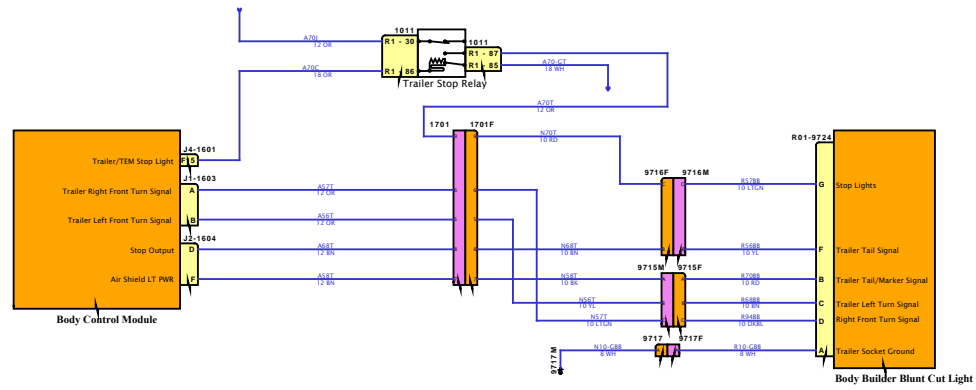 A70J
12 OR
1011
R1 - 30
R1 - 86
1011
R1 - 87
R1 - 85
A70C
18 OR
A70-GT
18 WH
Trailer Stop Relay
A70T
12 OR
1701
1701F
N70T
10 RD
R01-9724
J4-1601
Trailer/TEM Stop Light
F 5
J1-1603
Trailer Right Front Turn Signal
A
A57T
12 OR
Trailer Left Front Turn Signal
B
A56T
12 OR
J2-1604
Stop Output
D
A68T
12 BN
Air Shield LT PWR
F
A58T
12 BN
Body Control Module
9716F
9716M
C
C
R57BB
10 LTGN
G
Stop Lights
N68T
10 BN
R56BB
10 YL
F
Trailer Tail Signal
9715M
9715F
N58T
10 BK
A
A
R70BB
10 RD
B
Trailer Tail/Marker Signal
N56T
10 YL
R68BB
10 BN
C
Trailer Left Turn Signal
N57T
10 LTGN
R94BB
10 DKBL
D
Right Front Turn Signal
9717
9717F
9717M
N10-GBB
8 WH
R10-GBB
8 WH
A
Trailer Socket Ground
Body Builder Blunt Cut Light